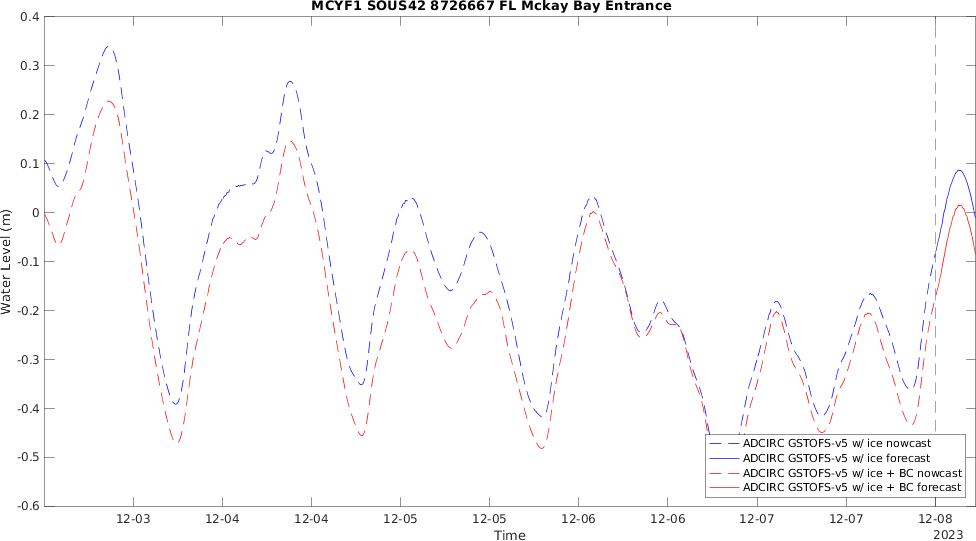 MCYF1 SOUS42 8726667 FL Mckay Bay Entrance
0.4
0.3
0.2
0.1
0
-0.1
-0.2
-0.3
-0.4
-0.5
-0.6
Water Level (m)
ADCIRC GSTOFS-v5 w/ ice nowcast
ADCIRC GSTOFS-v5 w/ ice forecast
ADCIRC GSTOFS-v5 w/ ice + BC nowcast
ADCIRC GSTOFS-v5 w/ ice + BC forecast
12-03 12-04 12-04 12-05 12-05 12-06 12-06 12-07 12-07 12-08
Time 2023